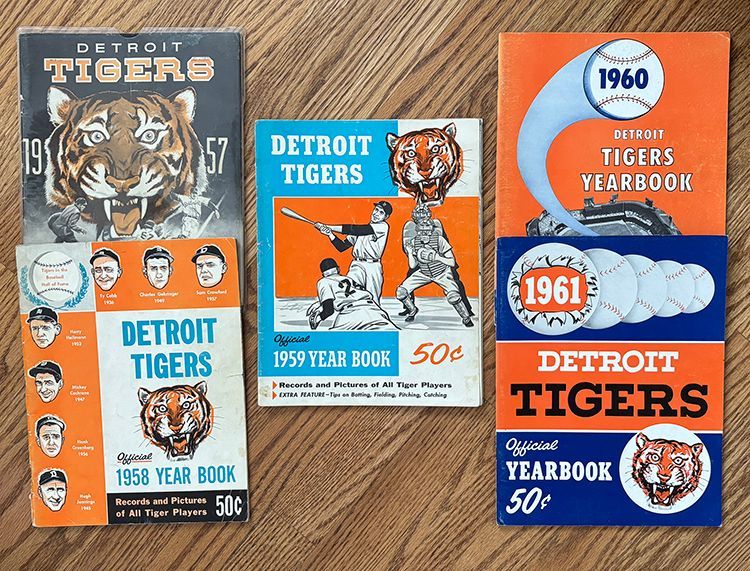 DETROIT
TIGERS
19 57
Tigers in the
Baseball
Hall of Fame
Ty Cobb
1936
Charles Gehringer
1949
Sam Crawford
1957
Harry
Heilmann
1952
Mickey
Cochrane
1947
Hank
Greenberg
1956
Hugh
Jennings
1945
DETROIT
TIGERS
Official
1958 YEAR BOOK
Records and Pictures
of All Tiger Players
50¢
DETROIT
TIGERS
Official
1959 YEAR BOOK
50¢
Records and Pictures of All Tiger Players
EXTRA FEATURE—Tips on Batting, Fielding, Pitching, Catching
1960
DETROIT
TIGERS
YEARBOOK
1961
DETROIT
TIGERS
Official
YEARBOOK
50¢